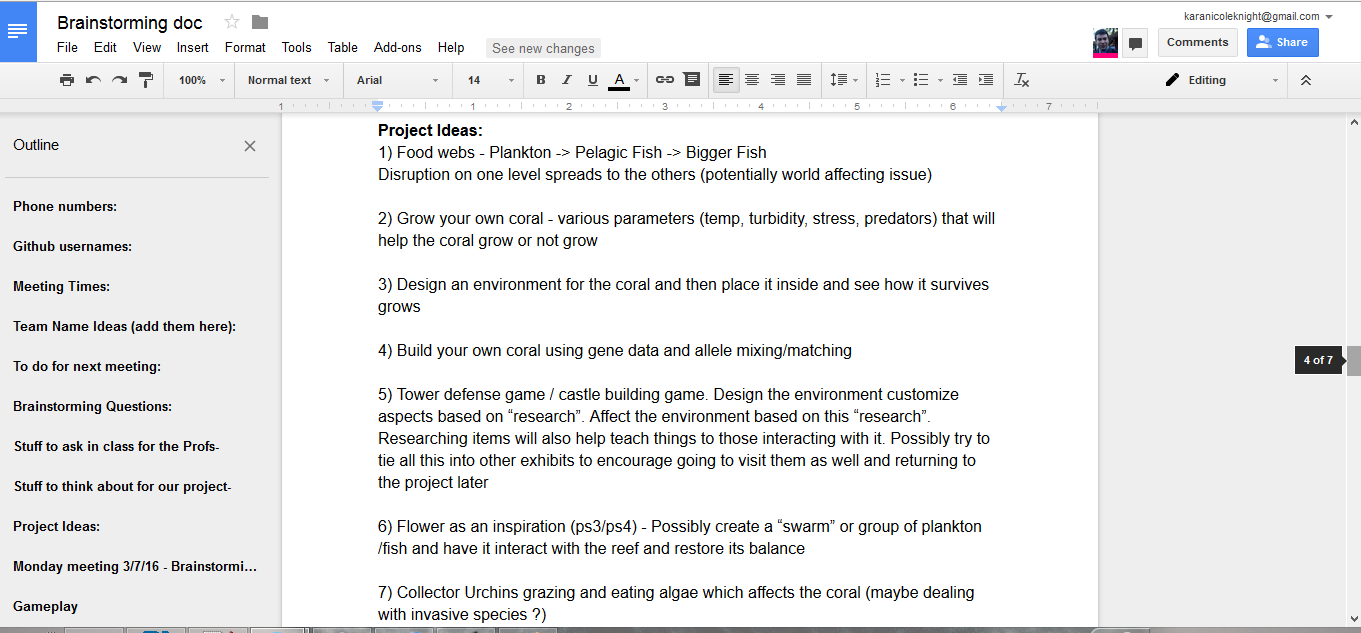 Brainstorming doc
karanicoleknight@gmail.com
File Edit View Insert Format Tools Table Add-ons Help See new changes
Comments Share
100% Normal text Arial 14 B I U A Editing
1 1 2 3 4 5 6 7
Outline
Phone numbers:
Github usernames:
Meeting Times:
Team Name Ideas (add them here):
To do for next meeting:
Brainstorming Questions:
Stuff to ask in class for the Profs-
Stuff to think about for our project-
Project Ideas:
Monday meeting 3/7/16 - Brainstormi...
Gameplay
Project Ideas:
1) Food webs - Plankton -> Pelagic Fish -> Bigger Fish
Disruption on one level spreads to the others (potentially world affecting issue)
2) Grow your own coral - various parameters (temp, turbidity, stress, predators) that will
help the coral grow or not grow
3) Design an environment for the coral and then place it inside and see how it survives
grows
4) Build your own coral using gene data and allele mixing/matching
5) Tower defense game / castle building game. Design the environment customize
aspects based on “research”. Affect the environment based on this “research”.
Researching items will also help teach things to those interacting with it. Possibly try to
tie all this into other exhibits to encourage going to visit them as well and returning to
the project later
6) Flower as an inspiration (ps3/ps4) - Possibly create a “swarm” or group of plankton
/fish and have it interact with the reef and restore its balance
7) Collector Urchins grazing and eating algae which affects the coral (maybe dealing
with invasive species ?)
4 of 7